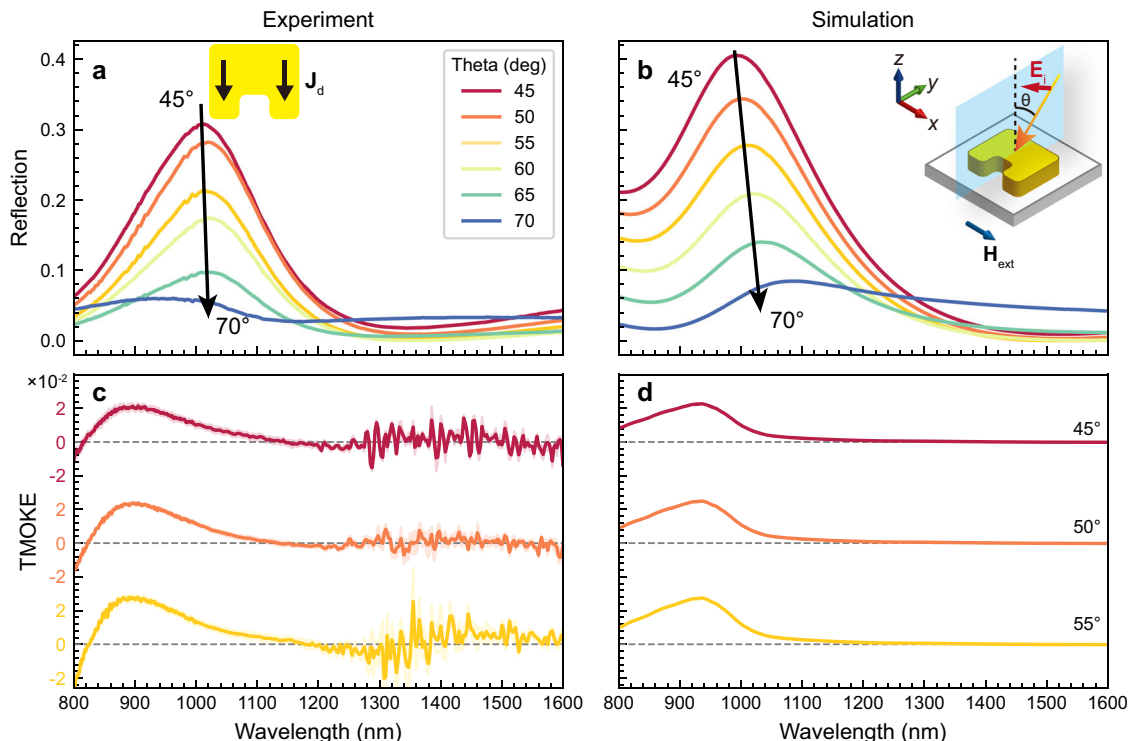 Experiment
Simulation
a
45°
J_d
70°
Theta (deg)
45
50
55
60
65
70
Reflection
0.4
0.3
0.2
0.1
0.0
b
45°
70°
z
y
x
E_i
θ
H_ext
TMOKE
×10⁻²
c
2
0
-2
2
0
-2
2
0
-2
800 900 1000 1100 1200 1300 1400 1500 1600
Wavelength (nm)
d
45°
50°
55°
800 900 1000 1100 1200 1300 1400 1500 1600
Wavelength (nm)